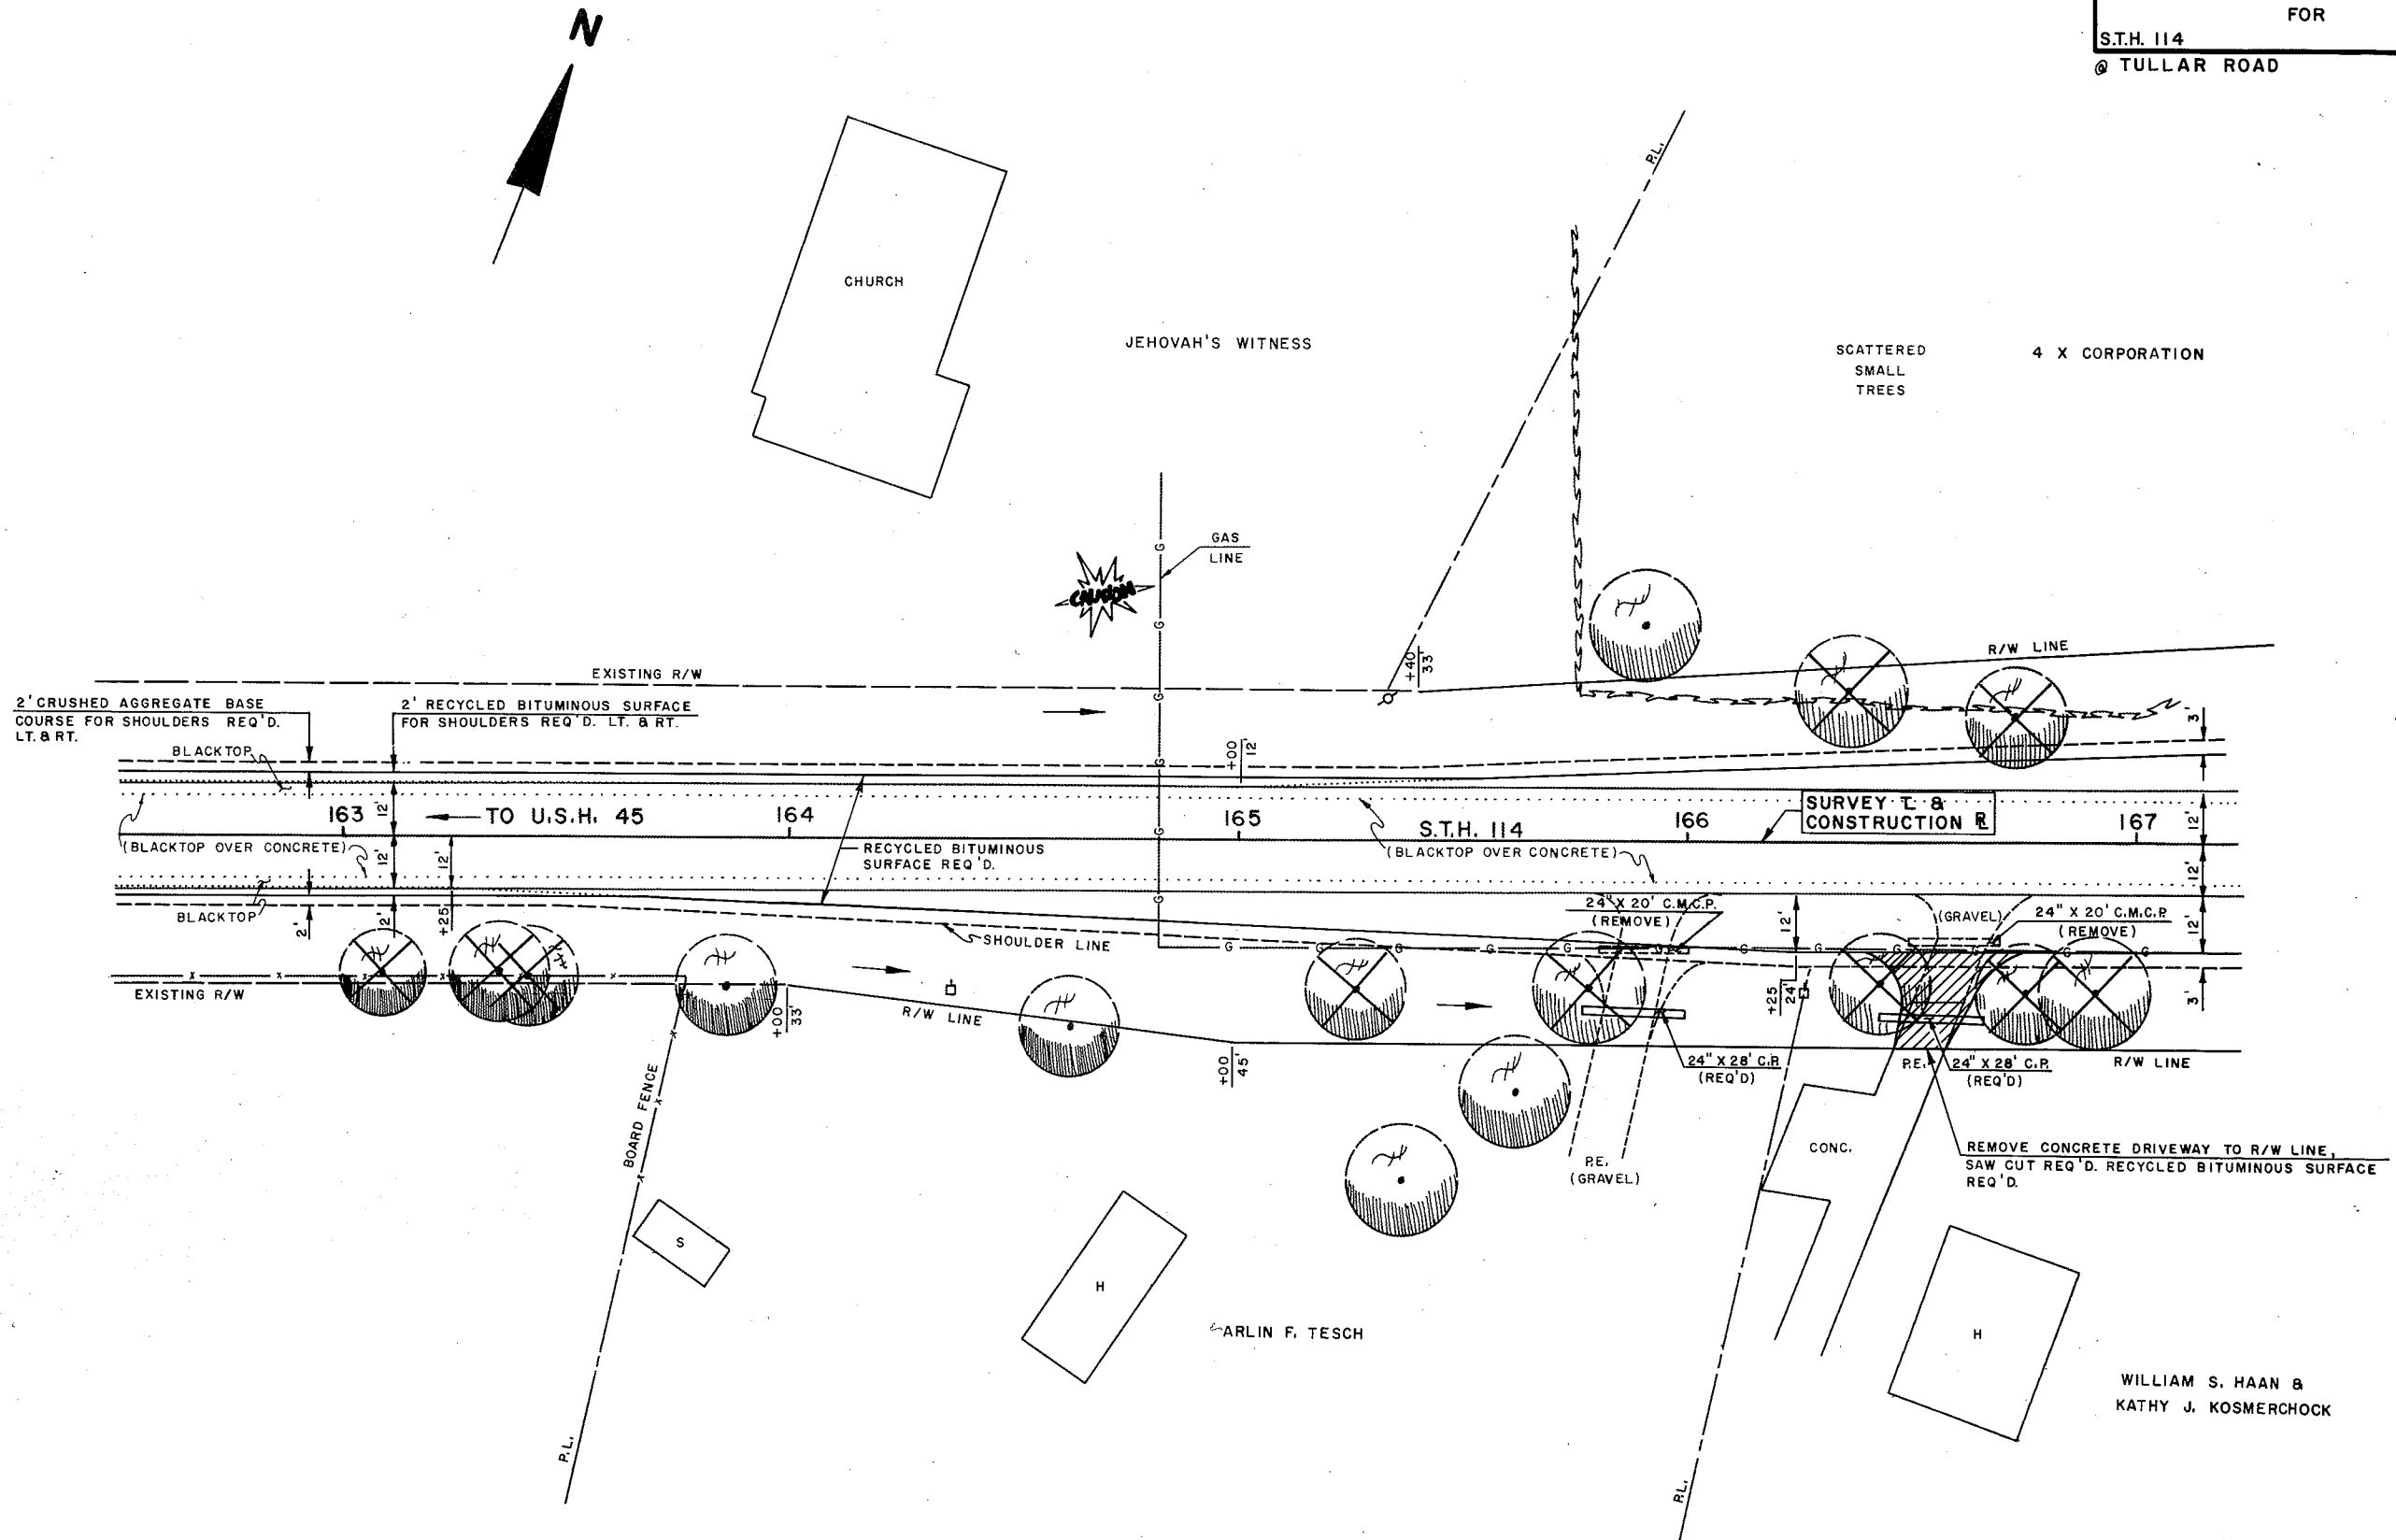 N
FOR
S.T.H. 114
@ TULLAR ROAD
P.L.
CHURCH
JEHOVAH'S WITNESS
SCATTERED
SMALL
TREES
4 X CORPORATION
GAS
LINE
G
G
G
G
G
G
CAUTION
EXISTING R/W
+40
33'
R/W LINE
2' CRUSHED AGGREGATE BASE
COURSE FOR SHOULDERS REQ'D.
LT. & RT.
2' RECYCLED BITUMINOUS SURFACE
FOR SHOULDERS REQ'D. LT. & RT.
BLACKTOP
+00
12'
3'
12'
163
TO U.S.H. 45
164
165
S.T.H. 114
166
SURVEY & 
CONSTRUCTION
167
12'
(BLACKTOP OVER CONCRETE)
12'
12'
RECYCLED BITUMINOUS
SURFACE REQ'D.
(BLACKTOP OVER CONCRETE)
12'
BLACKTOP
2'
2'
+25
SHOULDER LINE
24" X 20' C.M.C.P.
(REMOVE)
12'
(GRAVEL)
24" X 20' C.M.C.P.
(REMOVE)
12'
G
G
G
G
G
G
G
G
G
G
G
X
X
X
X
X
X
EXISTING R/W
+00
33'
R/W LINE
+25
24'
3'
+00
45'
24" X 28' C.P.
(REQ'D)
P.E.
24" X 28' C.P.
(REQ'D)
R/W LINE
X
BOARD FENCE
X
X
P.E.
(GRAVEL)
CONC.
REMOVE CONCRETE DRIVEWAY TO R/W LINE,
SAW CUT REQ'D. RECYCLED BITUMINOUS SURFACE
REQ'D.
S
H
ARLIN F. TESCH
H
WILLIAM S. HAAN &
KATHY J. KOSMERCHOCK
P.L.
P.L.